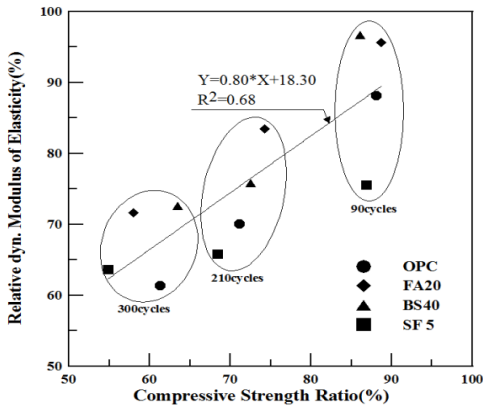 100
90
80
70
60
50
50
60
70
80
90
100
Relative dyn. Modulus of Elasticity(%)
Compressive Strength Ratio(%)
Y=0.80*X+18.30
R2=0.68
90cycles
210cycles
300cycles
OPC
FA20
BS40
SF 5